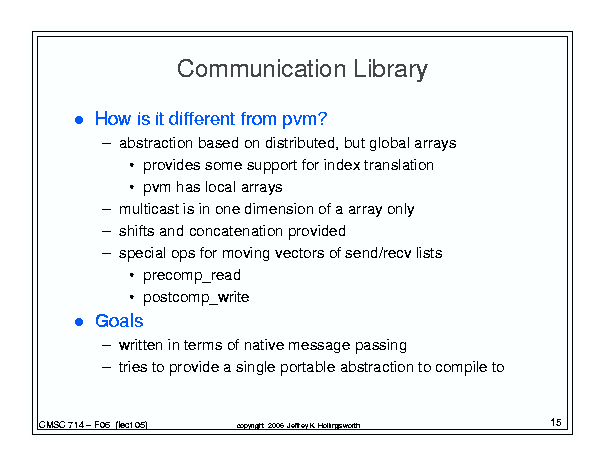 Communication Library
● How is it different from pvm?
– abstraction based on distributed, but global arrays
• provides some support for index translation
• pvm has local arrays
– multicast is in one dimension of a array only
– shifts and concatenation provided
– special ops for moving vectors of send/recv lists
• precomp_read
• postcomp_write
● Goals
– written in terms of native message passing
– tries to provide a single portable abstraction to compile to
CMSC 714 – F06 (lect 05)
copyright 2006 Jeffrey K. Hollingsworth
15